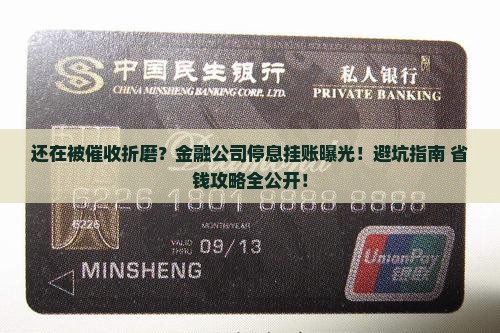 中国民生银行
CHINA MINSHENG BANKING CORP., LTD.
私人银行
PRIVATE BANKING
还在被催收折磨？金融公司停息挂账曝光！避坑指南 省
钱攻略全公开！
6226 1801 8888 8888
6226
MONTH/YEAR
VALID
THRU
09/13
MINSHENG
UnionPay
银联